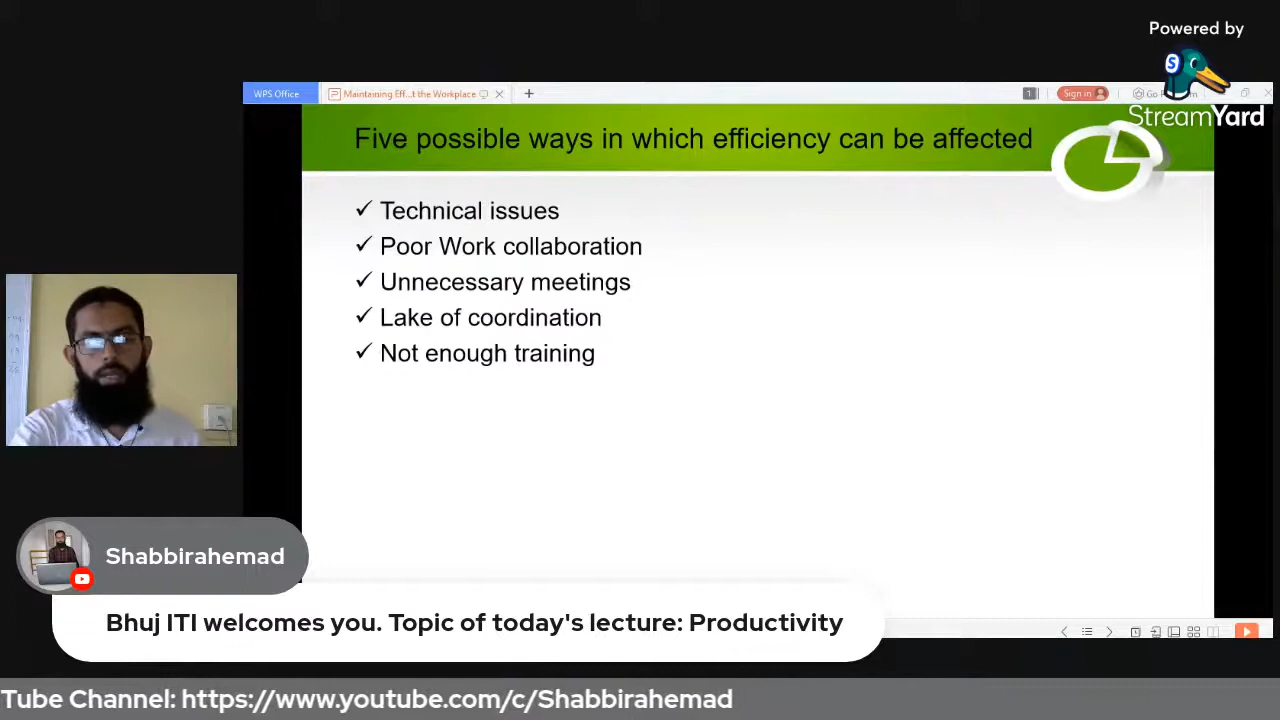 Powered by
StreamYard
WPS Office
Maintaining Eff...t the Workplace
1
Sign in
Go
Five possible ways in which efficiency can be affected
✓ Technical issues
✓ Poor Work collaboration
✓ Unnecessary meetings
✓ Lake of coordination
✓ Not enough training
Shabbirahemad
Bhuj ITI welcomes you. Topic of today's lecture: Productivity
Tube Channel: https://www.youtube.com/c/Shabbirahemad